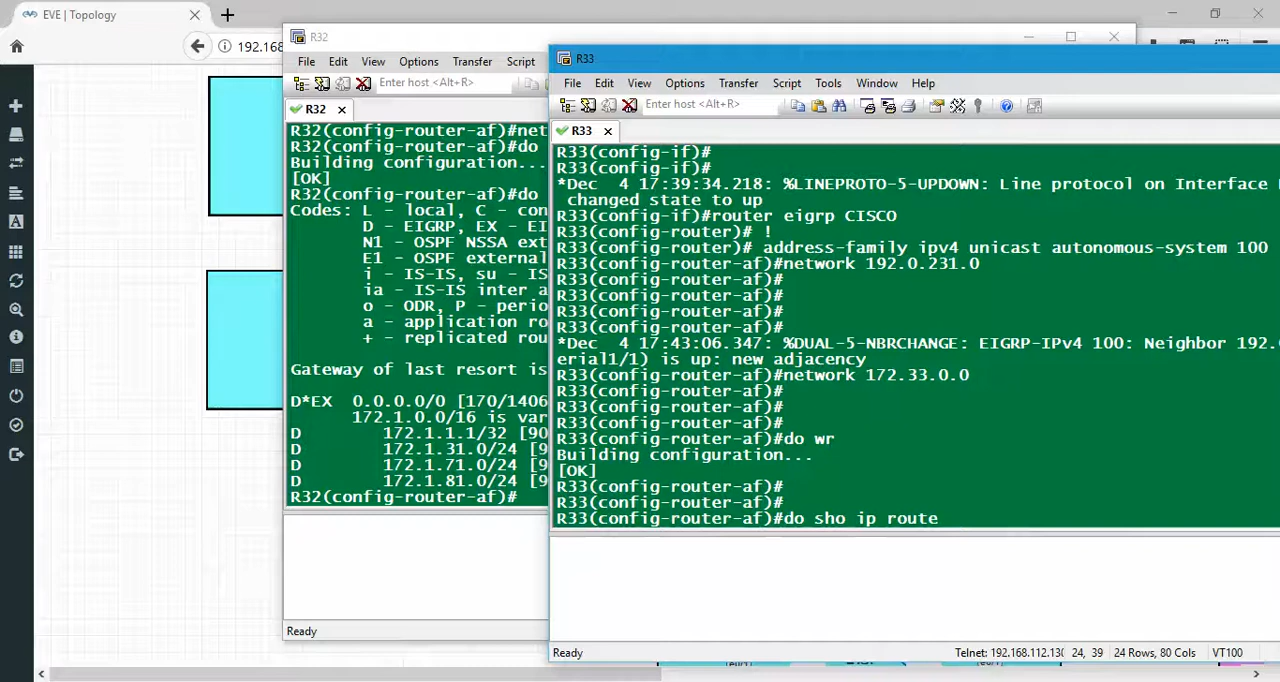 EVE | Topology
192.168
R32
File Edit View Options Transfer Script
Enter host <Alt+R>
R32
R32(config-router-af)#net
R32(config-router-af)#do
Building configuration...
[OK]
R32(config-router-af)#do
Codes: L - local, C - con
D - EIGRP, EX - EI
N1 - OSPF NSSA ext
E1 - OSPF external
i - IS-IS, su - IS
ia - IS-IS inter a
o - ODR, P - perio
a - application ro
+ - replicated rou
Gateway of last resort is
D*EX 0.0.0.0/0 [170/1406
172.1.0.0/16 is var
D 172.1.1.1/32 [90
D 172.1.31.0/24 [9
D 172.1.71.0/24 [9
D 172.1.81.0/24 [9
R32(config-router-af)#
Ready
R33
File Edit View Options Transfer Script Tools Window Help
Enter host <Alt+R>
R33
R33(config-if)#
R33(config-if)#
*Dec 4 17:39:34.218: %LINEPROTO-5-UPDOWN: Line protocol on Interface
changed state to up
R33(config-if)#router eigrp CISCO
R33(config-router)# !
R33(config-router)# address-family ipv4 unicast autonomous-system 100
R33(config-router-af)#network 192.0.231.0
R33(config-router-af)#
R33(config-router-af)#
R33(config-router-af)#
R33(config-router-af)#
*Dec 4 17:43:06.347: %DUAL-5-NBRCHANGE: EIGRP-IPv4 100: Neighbor 192.
erial1/1) is up: new adjacency
R33(config-router-af)#network 172.33.0.0
R33(config-router-af)#
R33(config-router-af)#
R33(config-router-af)#
R33(config-router-af)#do wr
Building configuration...
[OK]
R33(config-router-af)#
R33(config-router-af)#
R33(config-router-af)#do sho ip route
Ready Telnet: 192.168.112.130 24, 39 24 Rows, 80 Cols VT100